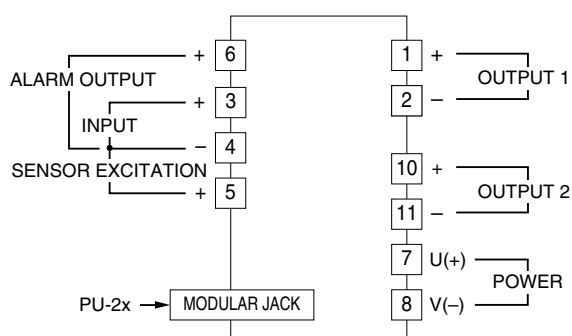 6 +
ALARM OUTPUT
3 +
INPUT
4 –
SENSOR EXCITATION
5 +
PU-2x → MODULAR JACK
1 +
OUTPUT 1
2 –
10 +
OUTPUT 2
11 –
7 U(+)
POWER
8 V(–)